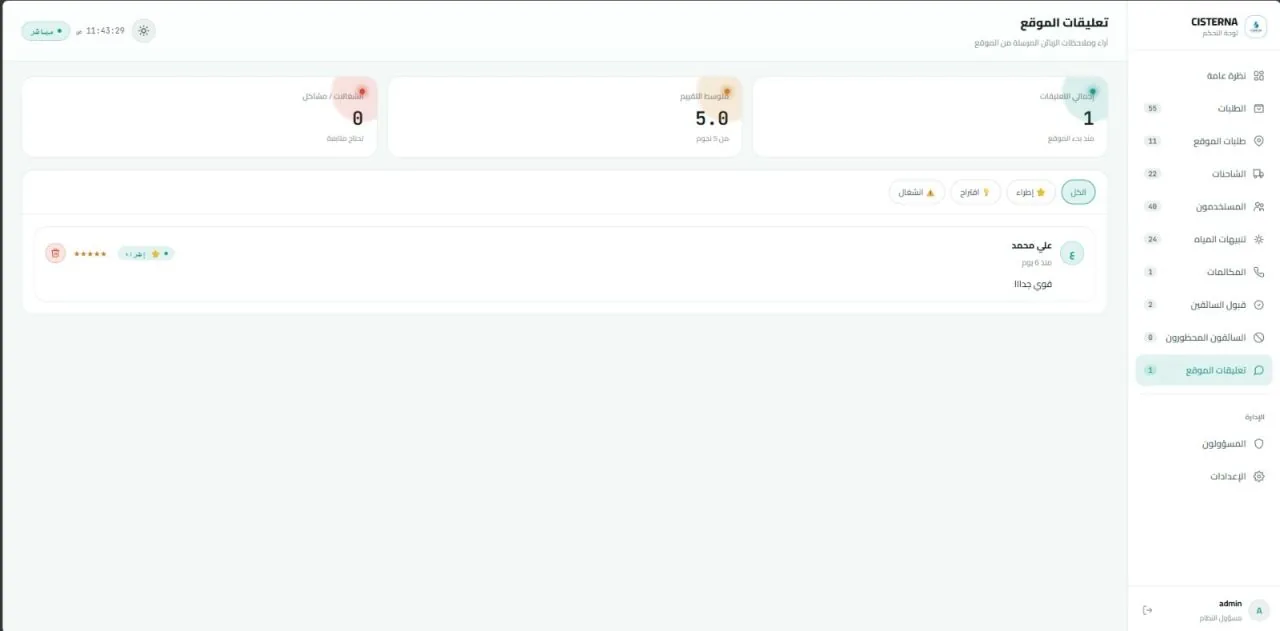 CISTERNA
لوحة التحكم
نظرة عامة
الطلبات 55
طلبات الموقع 11
الشاحنات 22
المستخدمون 40
تنبيهات المياه 24
المكالمات 1
قبول السائقين 2
السائقون المحظورون 0
تعليقات الموقع 1
الإدارة
المسؤولون
الإعدادات
admin
مسؤول النظام
A
تعليقات الموقع
آراء وملاحظات الزبائن المرسلة من الموقع
11:43:29 ص
مباشر
إجمالي التعليقات
1
منذ بدء الموقع
متوسط التقييم
5.0
من 5 نجوم
انشغالات / مشاكل
0
تحتاج متابعة
الكل
إطراء
اقتراح
انشغال
ع
علي محمد
منذ 6 يوم
قوي جدااا
إطراء
★★★★★